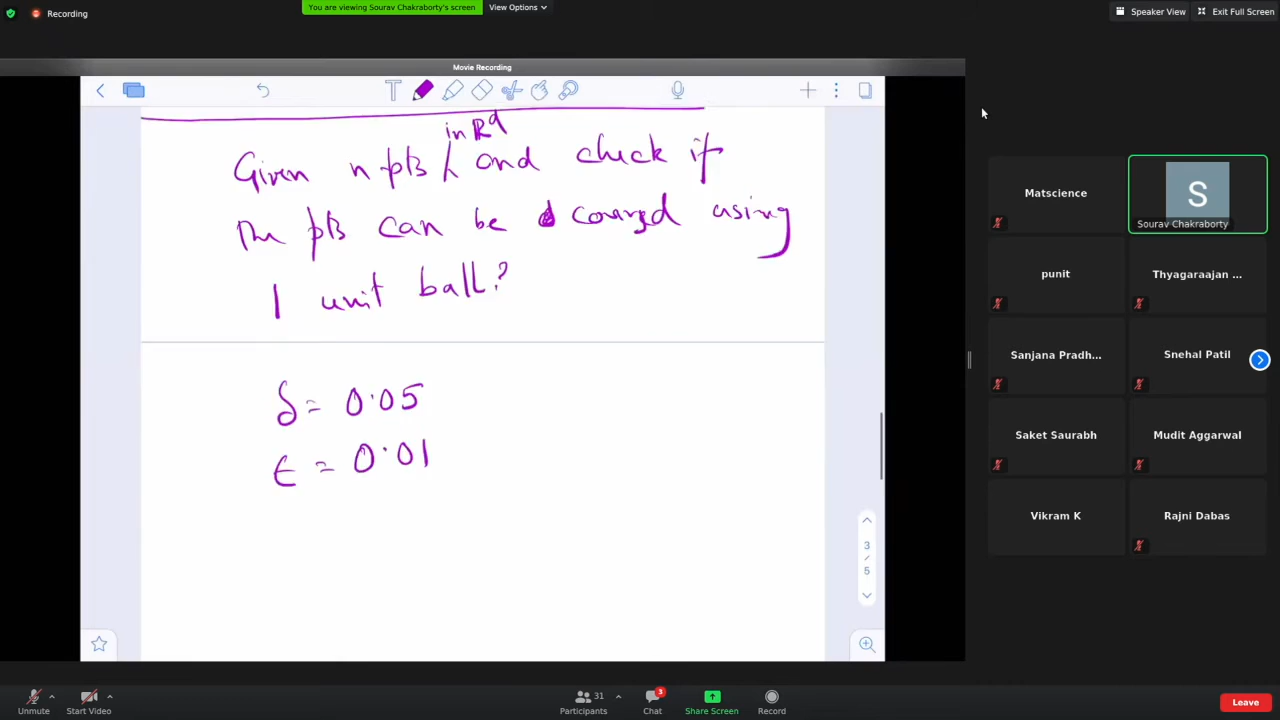 Recording
You are viewing Sourav Chakraborty's screen
View Options
Speaker View
Exit Full Screen
Movie Recording
in ℝd
Given n pts and check if
the pts can be covered using
1 unit ball?
δ = 0.05
ε = 0.01
3
5
Matscience
S
Sourav Chakraborty
punit
Thyagaraajan ...
Sanjana Pradh...
Snehal Patil
Saket Saurabh
Mudit Aggarwal
Vikram K
Rajni Dabas
Unmute
Start Video
31
Participants
3
Chat
Share Screen
Record
Leave